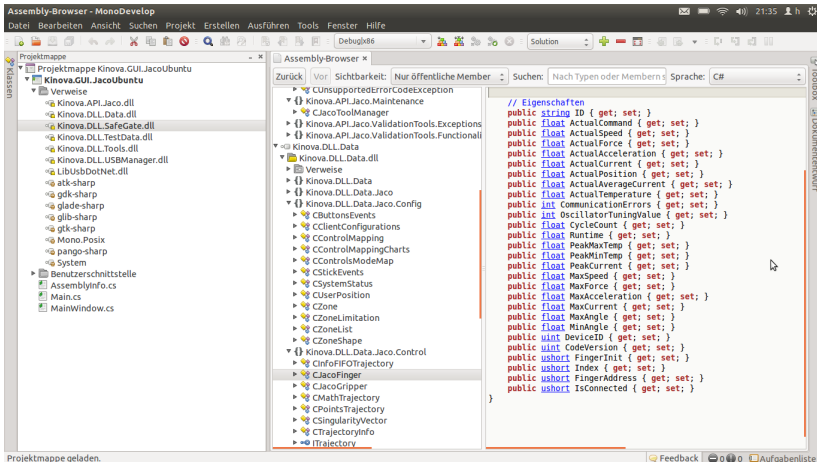 Assembly-Browser - MonoDevelop
21:35
h
Datei Bearbeiten Ansicht Suchen Projekt Erstellen Ausführen Tools Fenster Hilfe
Debug|x86
Solution
Klassen
Projektmappe
Projektmappe Kinova.GUI.JacoUbuntu
Kinova.GUI.JacoUbuntu
Verweise
Kinova.API.Jaco.dll
Kinova.DLL.Data.dll
Kinova.DLL.SafeGate.dll
Kinova.DLL.TestData.dll
Kinova.DLL.Tools.dll
Kinova.DLL.USBManager.dll
LibUsbDotNet.dll
atk-sharp
gdk-sharp
glade-sharp
glib-sharp
gtk-sharp
Mono.Posix
pango-sharp
System
Benutzerschnittstelle
AssemblyInfo.cs
Main.cs
MainWindow.cs
Assembly-Browser
Zurück Vor Sichtbarkeit: Nur öffentliche Member Suchen: Nach Typen oder Membern s Sprache: C#
CUnsupportedErrorCodeException
{} Kinova.API.Jaco.Maintenance
CJacoToolManager
{} Kinova.API.Jaco.ValidationTools.Exceptions
{} Kinova.API.Jaco.ValidationTools.Functionali
Kinova.DLL.Data
Kinova.DLL.Data.dll
Verweise
{} Kinova.DLL.Data
{} Kinova.DLL.Data.Jaco
{} Kinova.DLL.Data.Jaco.Config
CButtonsEvents
CClientConfigurations
CControlMapping
CControlMappingCharts
CControlsModeMap
CStickEvents
CSystemStatus
CUserPosition
CZone
CZoneLimitation
CZoneList
CZoneShape
{} Kinova.DLL.Data.Jaco.Control
CInfoFIFOTrajectory
CJacoFinger
CJacoGripper
CMathTrajectory
CPointsTrajectory
CSingularityVector
CTrajectoryInfo
ITrajectory
// Eigenschaften
public string ID { get; set; }
public float ActualCommand { get; set; }
public float ActualSpeed { get; set; }
public float ActualForce { get; set; }
public float ActualAcceleration { get; set; }
public float ActualCurrent { get; set; }
public float ActualPosition { get; set; }
public float ActualAverageCurrent { get; set; }
public float ActualTemperature { get; set; }
public int CommunicationErrors { get; set; }
public int OscillatorTuningValue { get; set; }
public float CycleCount { get; set; }
public float Runtime { get; set; }
public float PeakMaxTemp { get; set; }
public float PeakMinTemp { get; set; }
public float PeakCurrent { get; set; }
public float MaxSpeed { get; set; }
public float MaxForce { get; set; }
public float MaxAcceleration { get; set; }
public float MaxCurrent { get; set; }
public float MaxAngle { get; set; }
public float MinAngle { get; set; }
public uint DeviceID { get; set; }
public uint CodeVersion { get; set; }
public ushort FingerInit { get; set; }
public ushort Index { get; set; }
public ushort FingerAddress { get; set; }
public ushort IsConnected { get; set; }
}
Toolbox
Dokumententwurf
Projektmappe geladen.
Feedback 0 0 Aufgabenliste